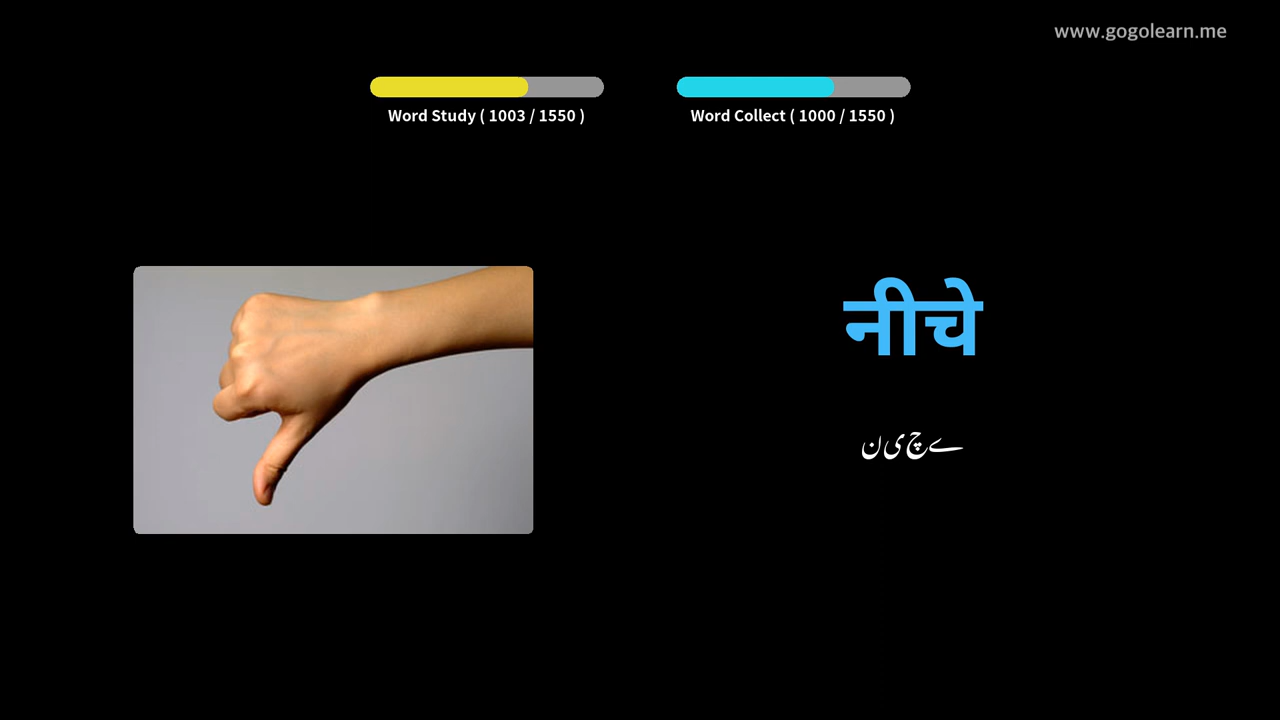 www.gogolearn.me
Word Study ( 1003 / 1550 )
Word Collect ( 1000 / 1550 )
नीचे
ے چ ی ن